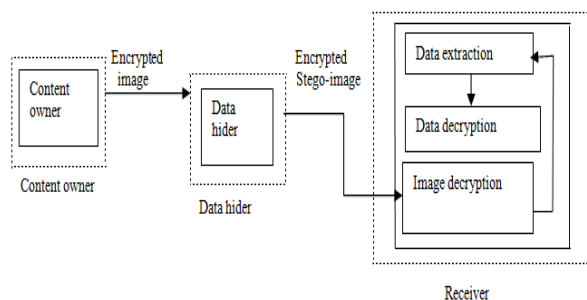 Content
owner
Content owner
Encrypted
image
Data
hider
Data hider
Encrypted
Stego-image
Data extraction
Data decryption
Image decryption
Receiver